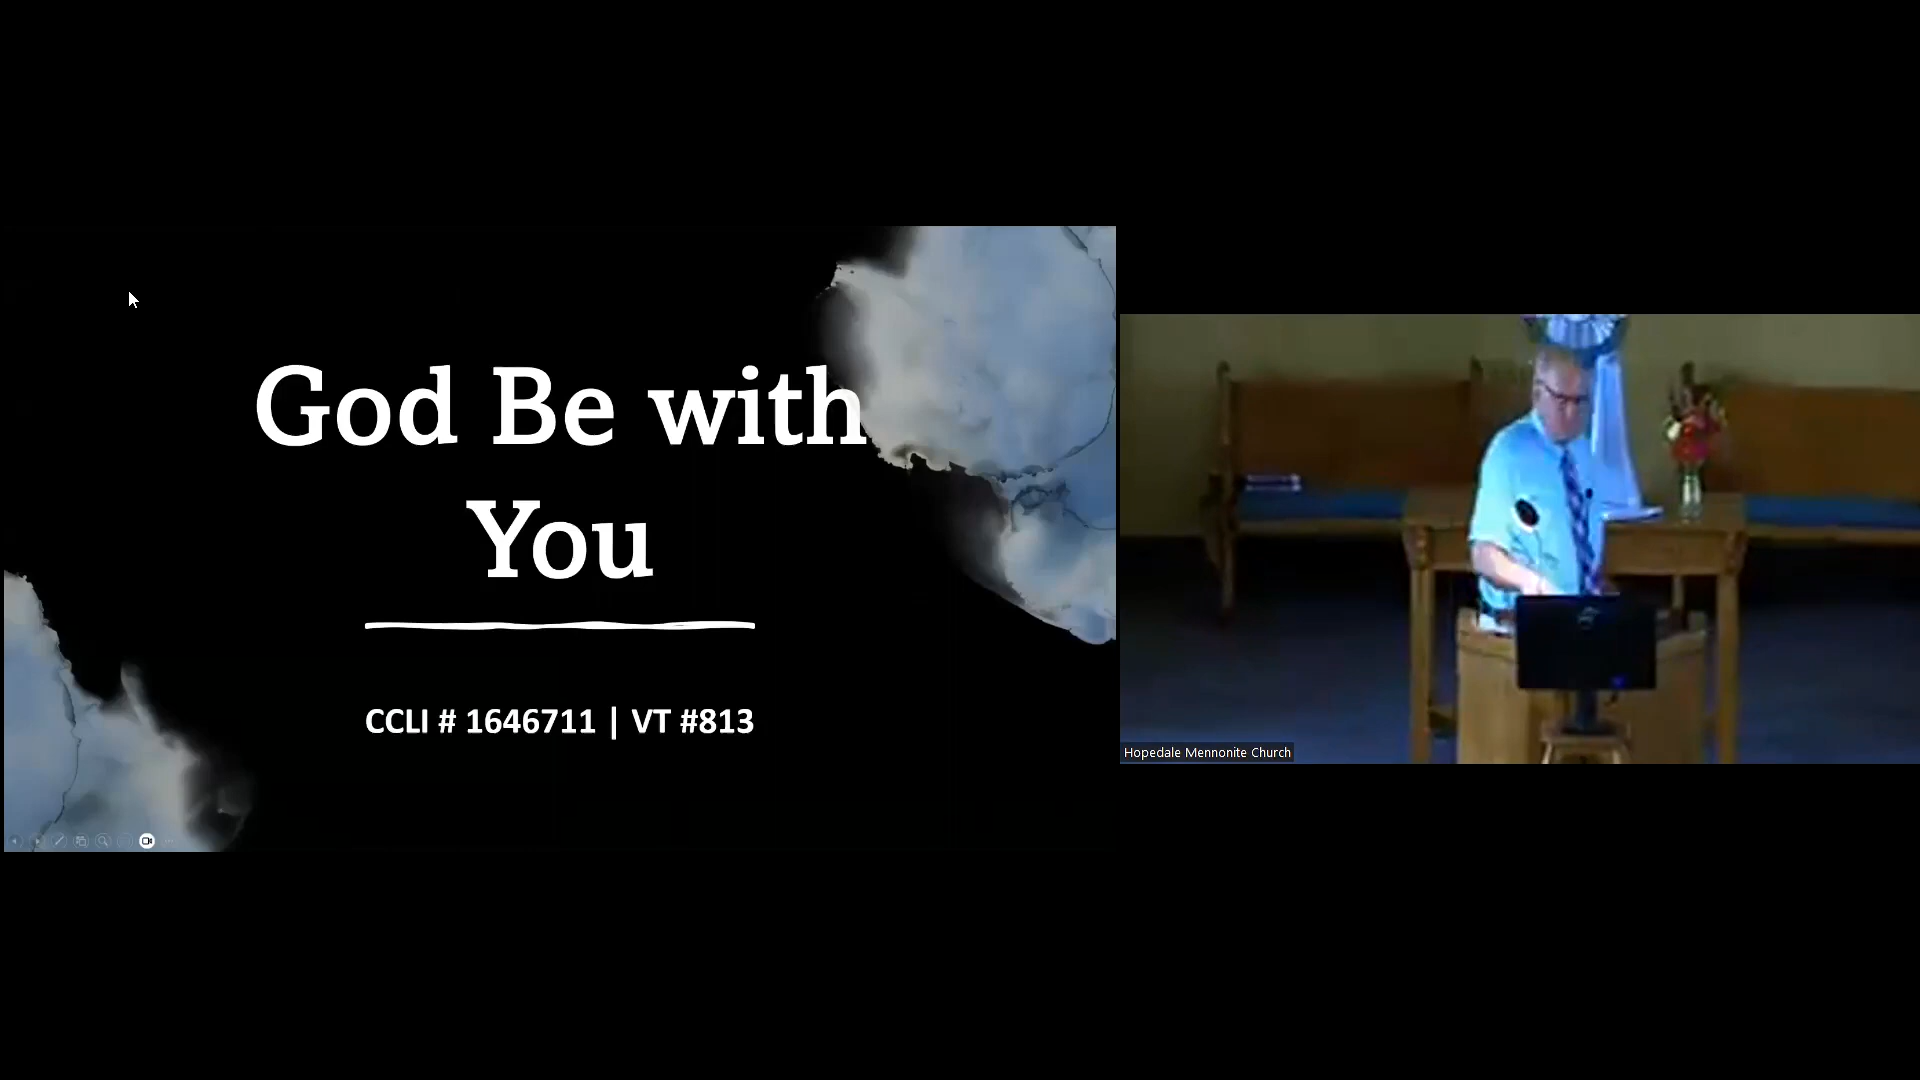 God Be with
You
CCLI # 1646711 | VT #813
Hopedale Mennonite Church